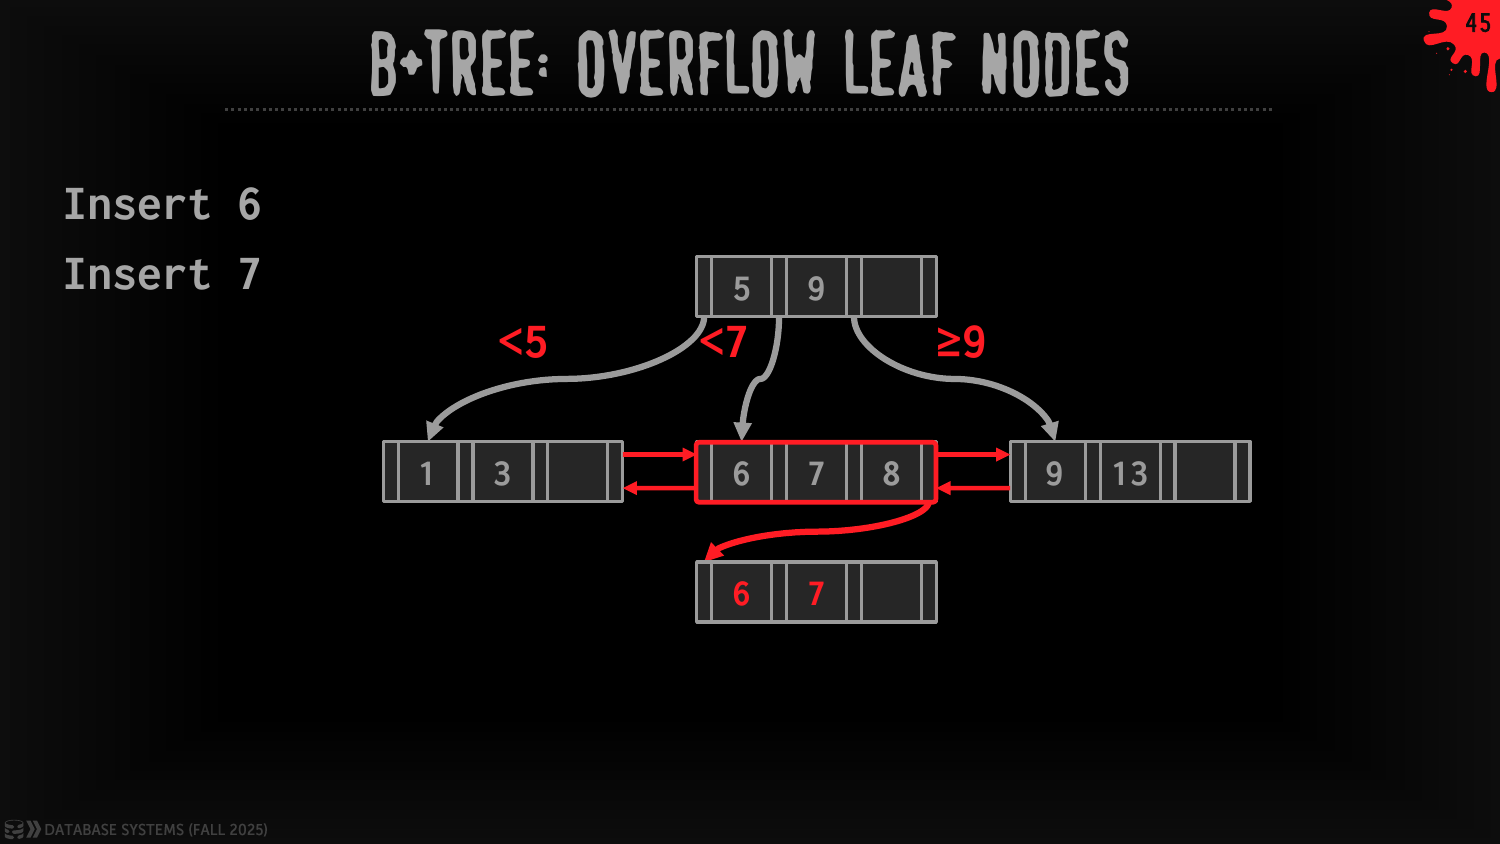 45
B+TREE: OVERFLOW LEAF NODES
Insert 6
Insert 7
5 9
<5 <7 ≥9
1 3 6 7 8 9 13
6 7
DATABASE SYSTEMS (FALL 2025)